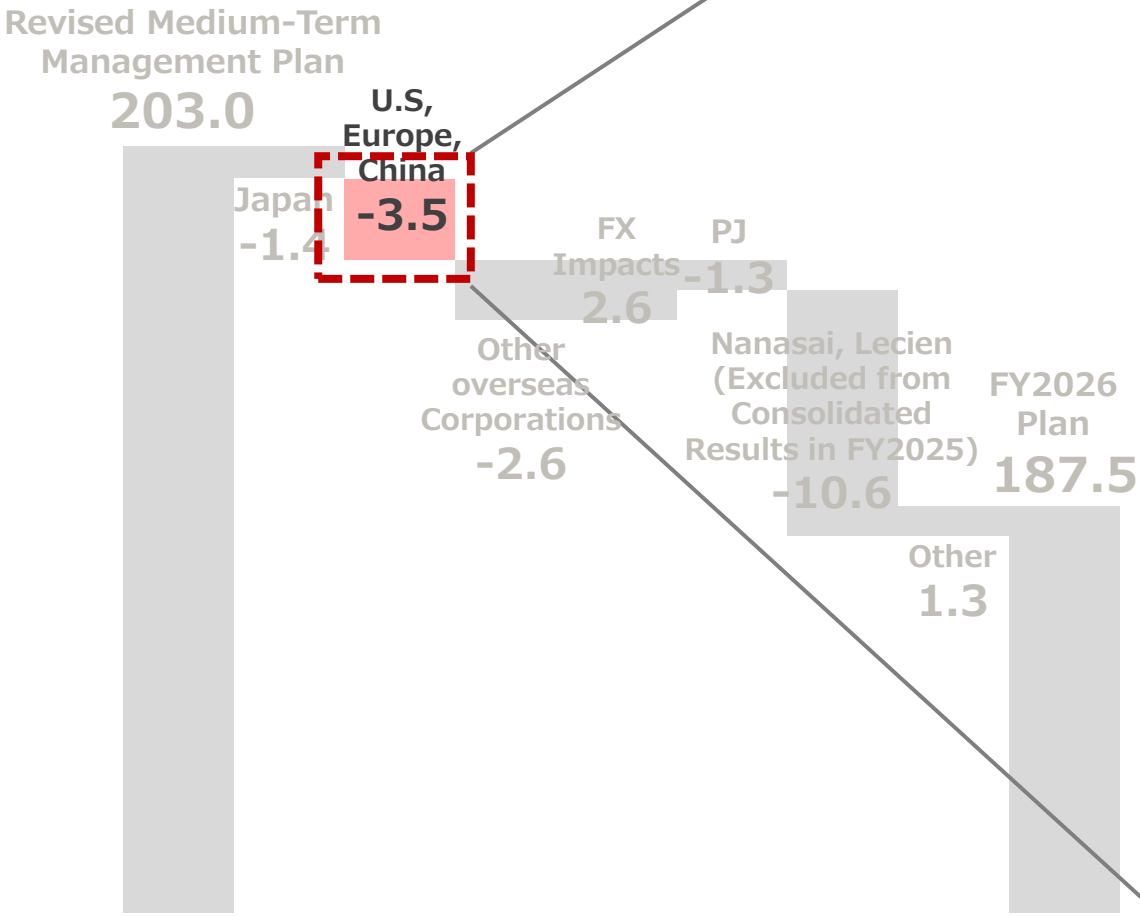 Revised Medium-Term
Management Plan
203.0
Japan
-1.4
U.S,
Europe,
China
-3.5
Other
overseas
Corporations
-2.6
FX
Impacts
2.6
PJ
-1.3
Nanasai, Lecien
(Excluded from
Consolidated
Results in FY2025)
-10.6
Other
1.3
FY2026
Plan
187.5